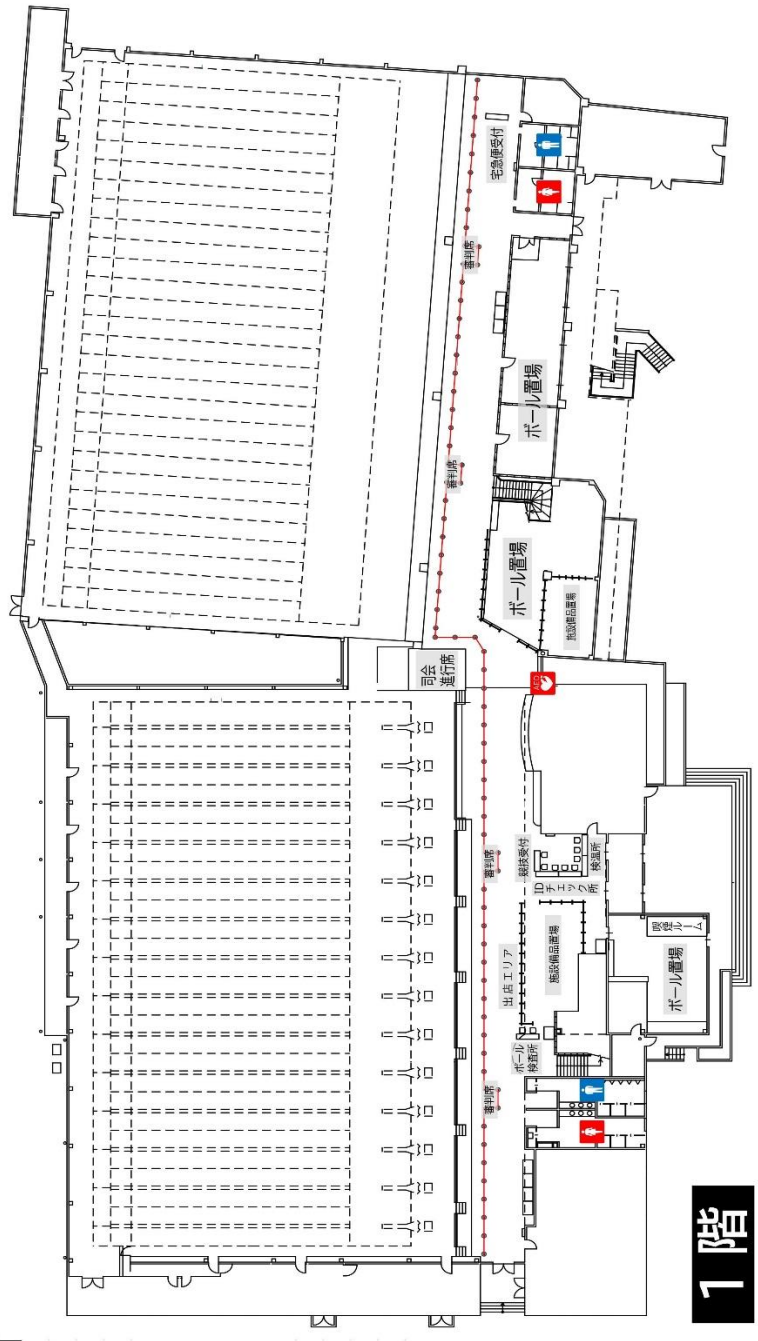 1 階
宅急便受付
審判席
ボール置場
審判席
ボール置場
施設備品置場
司会
進行席
AED
審判席
競技受付
検温所
IDチェック所
出店エリア
施設備品置場
喫煙
ルーム
ボール置場
ボール
検査所
審判席